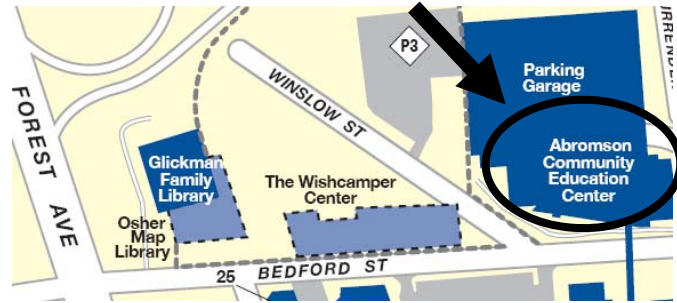 P3
WINSLOW ST
Parking
Garage
FOREST AVE
Abromson
Community
Education
Center
Glickman
Family
Library
The Wishcamper
Center
Osher
Map
Library
25
BEDFORD ST